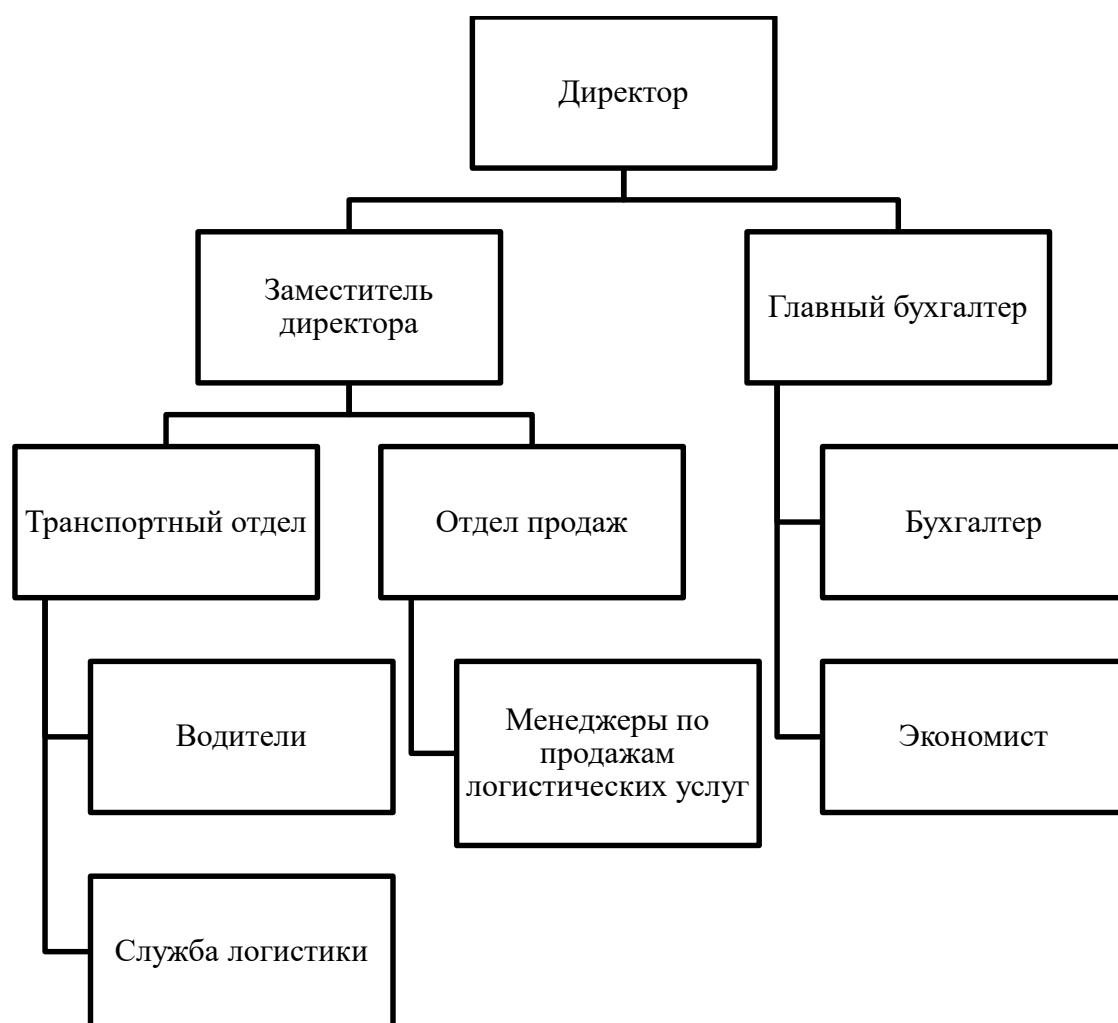 Директор
Заместитель
директора
Главный бухгалтер
Транспортный отдел
Отдел продаж
Бухгалтер
Водители
Менеджеры по
продажам
логистических услуг
Экономист
Служба логистики